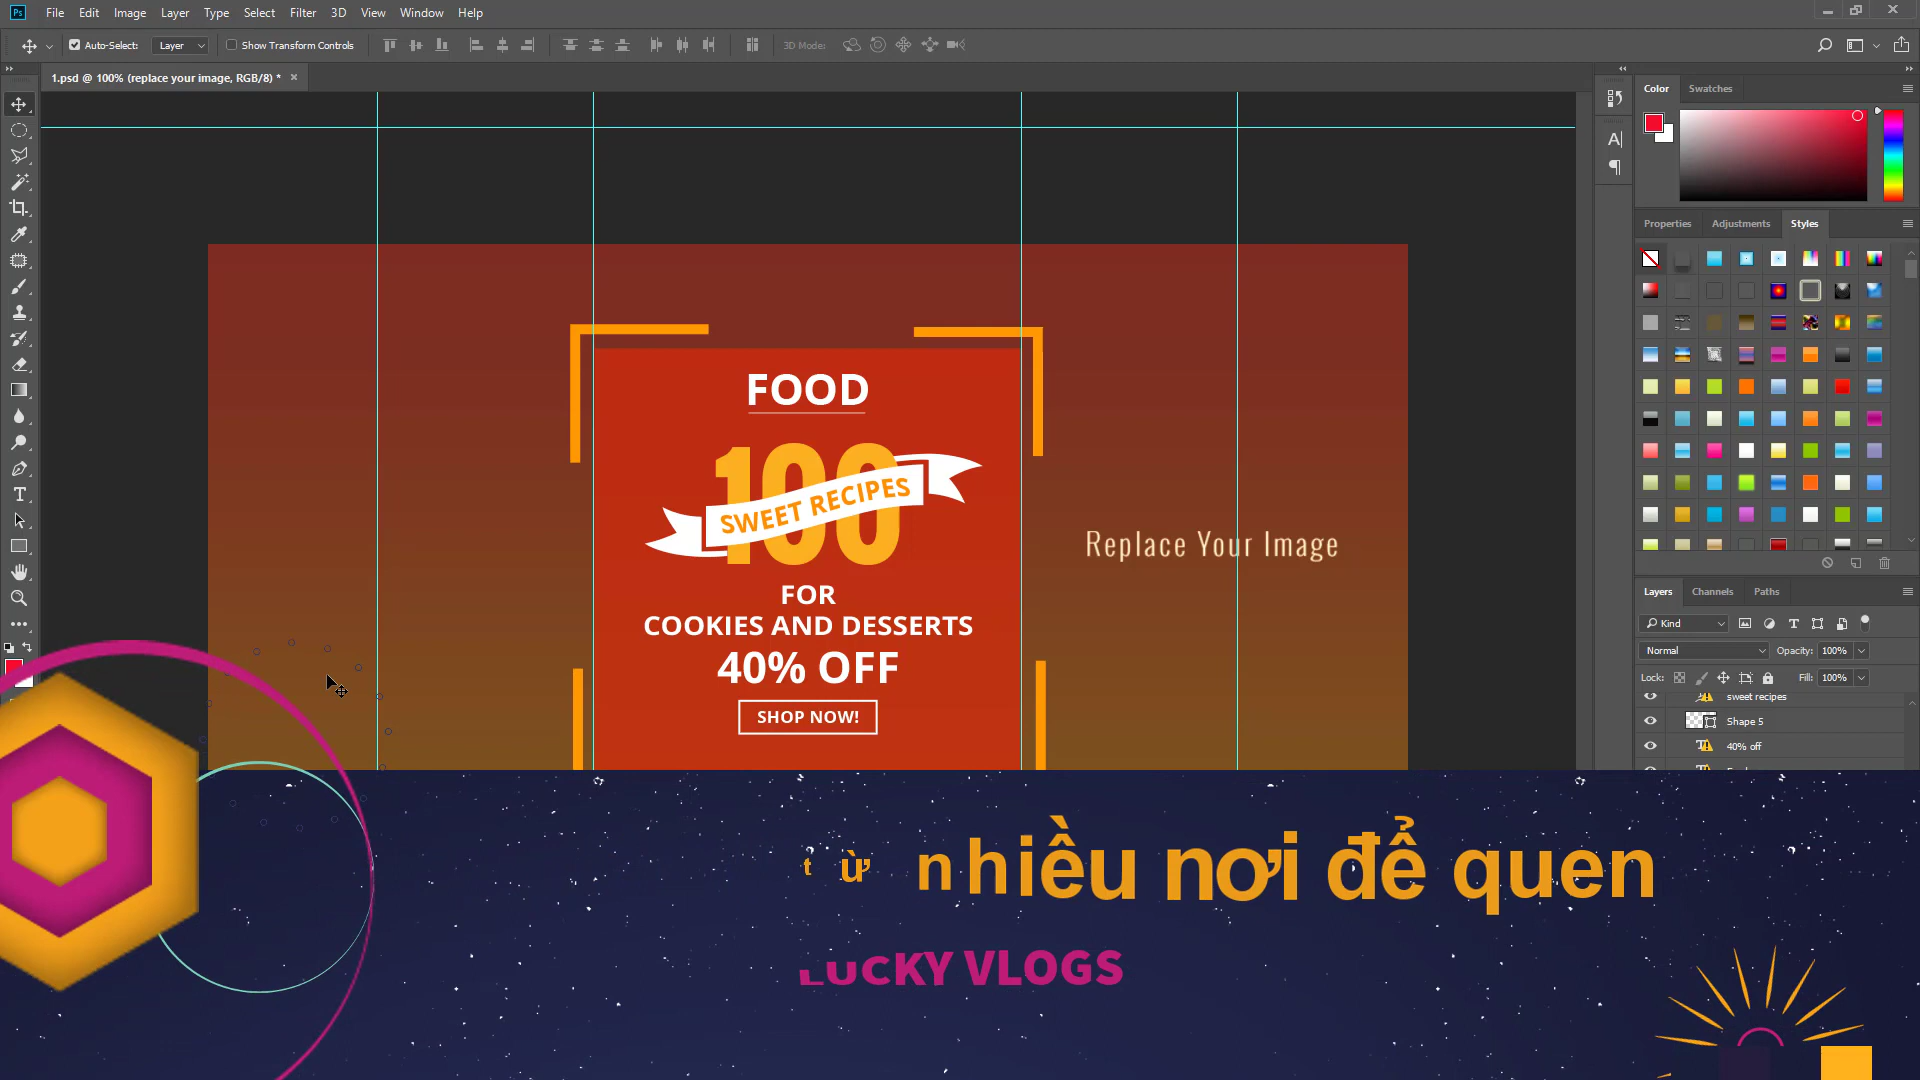 Ps File Edit Image Layer Type Select Filter 3D View Window Help
Auto-Select: Layer Show Transform Controls 3D Mode:
1.psd @ 100% (replace your image, RGB/8) * ×
Color Swatches
Properties Adjustments Styles
FOOD
100
SWEET RECIPES
FOR
COOKIES AND DESSERTS
40% OFF
SHOP NOW!
Replace Your Image
Layers Channels Paths
Kind
Normal Opacity: 100%
Lock: Fill: 100%
sweet recipes
Shape 5
40% off
từ nhiều nơi để quen
LUCKY VLOGS